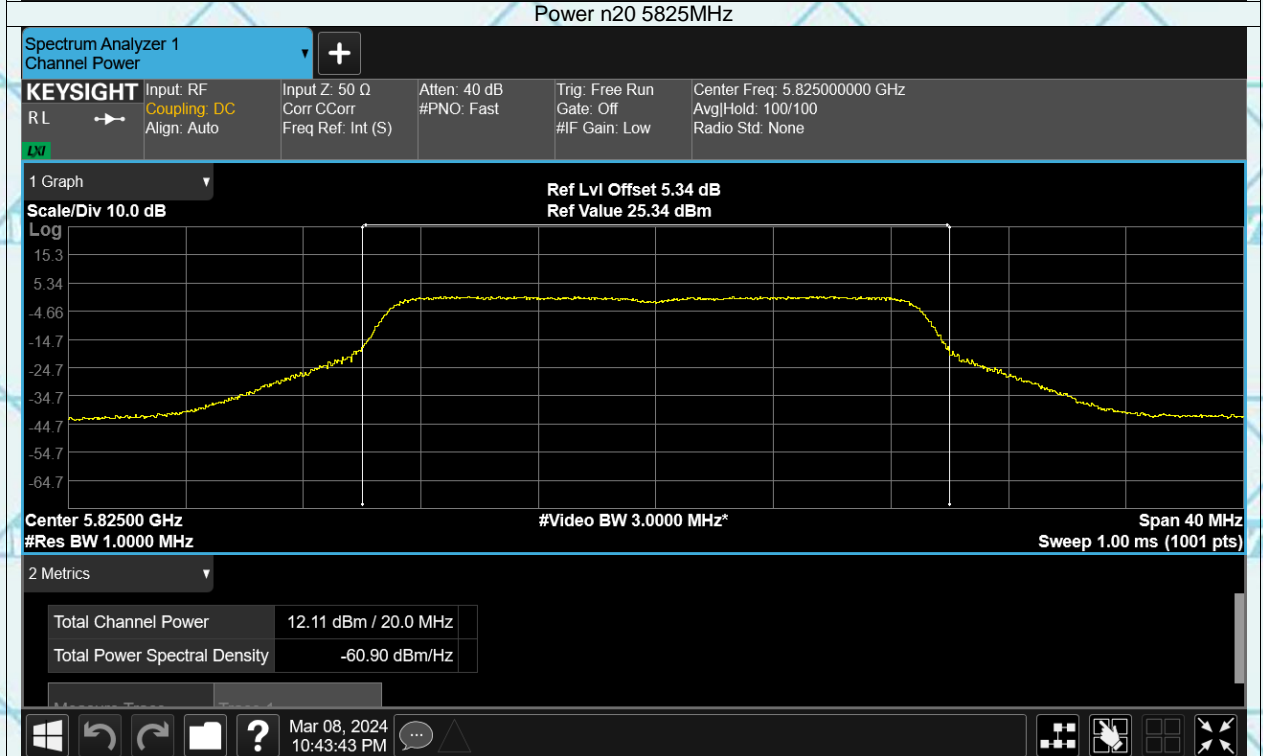 Power n20 5825MHz
Spectrum Analyzer 1
Channel Power
KEYSIGHT
R L
LXI
Input: RF
Coupling: DC
Align: Auto
Input Z: 50 Ω
Corr CCorr
Freq Ref: Int (S)
Atten: 40 dB
#PNO: Fast
Trig: Free Run
Gate: Off
#IF Gain: Low
Center Freq: 5.825000000 GHz
Avg|Hold: 100/100
Radio Std: None
1 Graph
Scale/Div 10.0 dB
Ref Lvl Offset 5.34 dB
Ref Value 25.34 dBm
Log
15.3
5.34
-4.66
-14.7
-24.7
-34.7
-44.7
-54.7
-64.7
Center 5.82500 GHz
#Video BW 3.0000 MHz*
Span 40 MHz
#Res BW 1.0000 MHz
Sweep 1.00 ms (1001 pts)
2 Metrics
Total Channel Power 12.11 dBm / 20.0 MHz
Total Power Spectral Density -60.90 dBm/Hz
Mar 08, 2024
10:43:43 PM